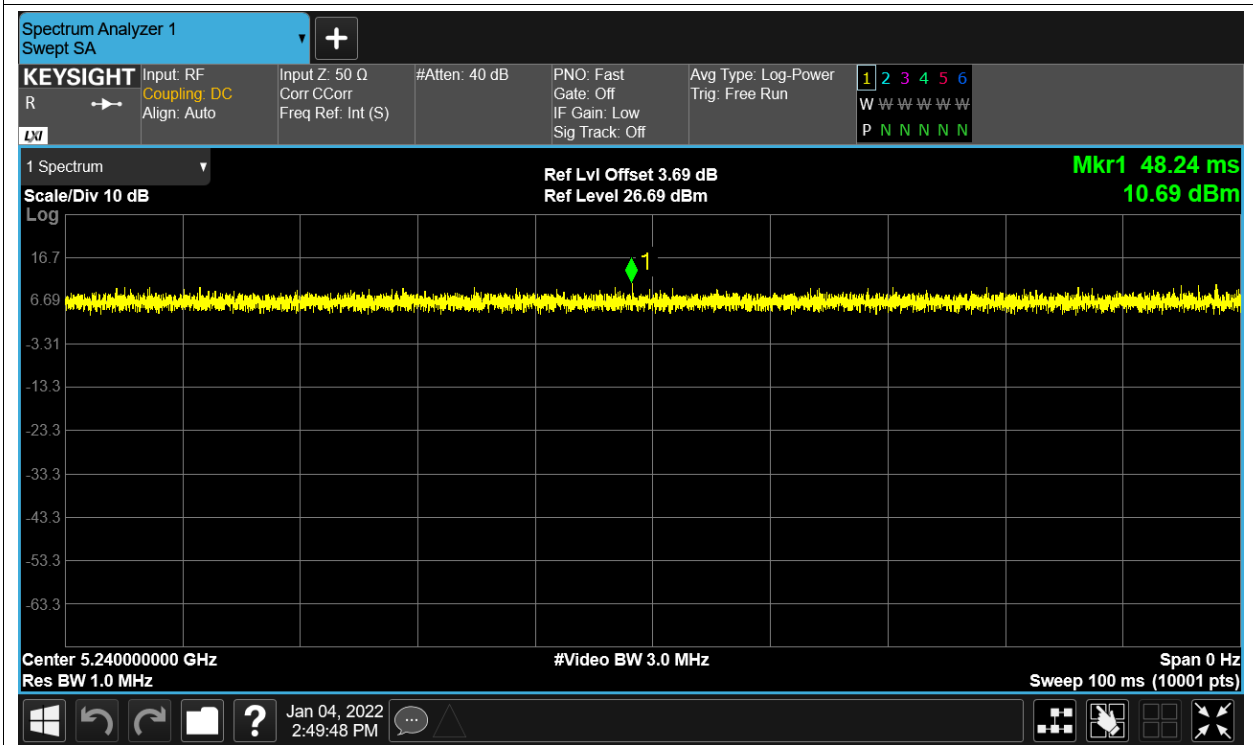 Spectrum Analyzer 1
Swept SA
KEYSIGHT
R
LXI
Input: RF
Coupling: DC
Align: Auto
Input Z: 50 Ω
Corr CCorr
Freq Ref: Int (S)
#Atten: 40 dB
PNO: Fast
Gate: Off
IF Gain: Low
Sig Track: Off
Avg Type: Log-Power
Trig: Free Run
1 2 3 4 5 6
W W W W W W
P N N N N N
1 Spectrum
Scale/Div 10 dB
Log
Ref Lvl Offset 3.69 dB
Ref Level 26.69 dBm
Mkr1 48.24 ms
10.69 dBm
1
16.7
6.69
-3.31
-13.3
-23.3
-33.3
-43.3
-53.3
-63.3
Center 5.240000000 GHz
Res BW 1.0 MHz
#Video BW 3.0 MHz
Span 0 Hz
Sweep 100 ms (10001 pts)
?
Jan 04, 2022
2:49:48 PM